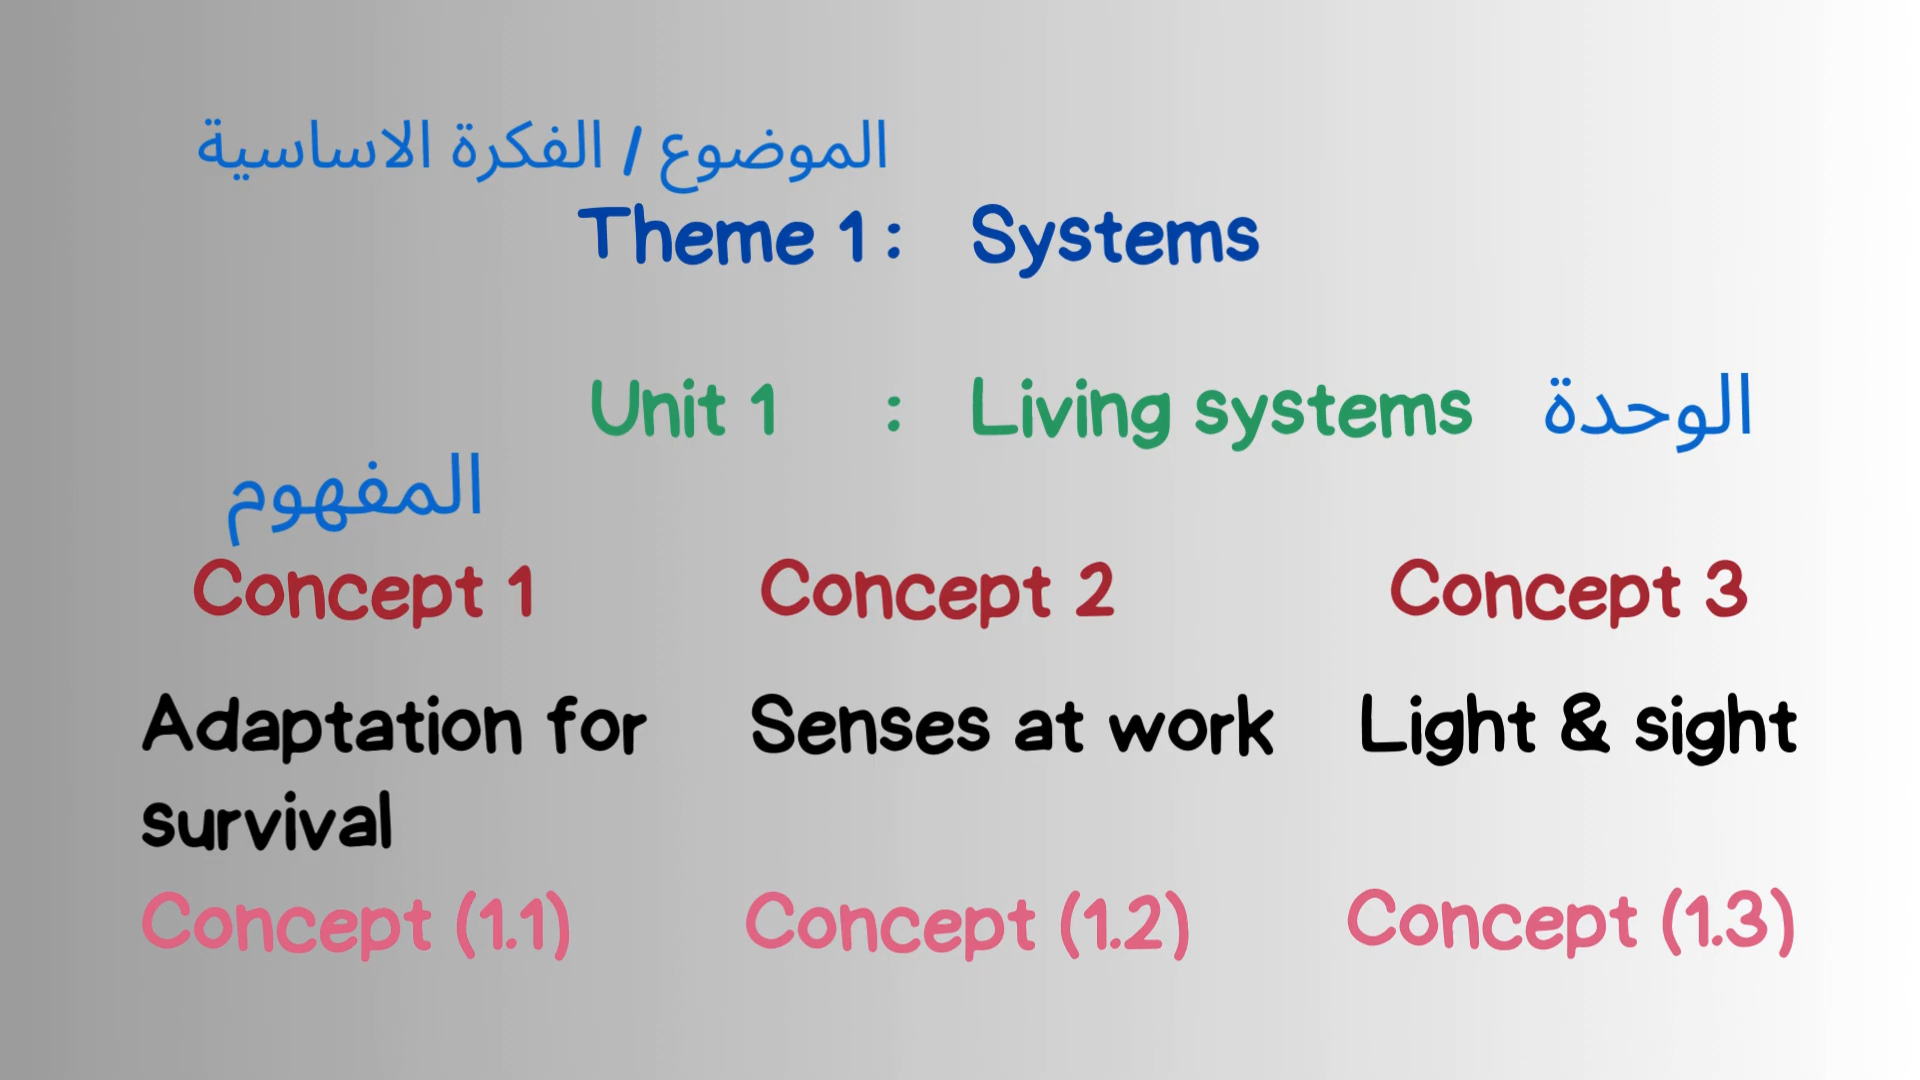 الموضوع / الفكرة الاساسية
Theme 1 : Systems
Unit 1 : Living systems الوحدة
المفهوم
Concept 1 Concept 2 Concept 3
Adaptation for Senses at work Light & sight
survival
Concept (1.1) Concept (1.2) Concept (1.3)